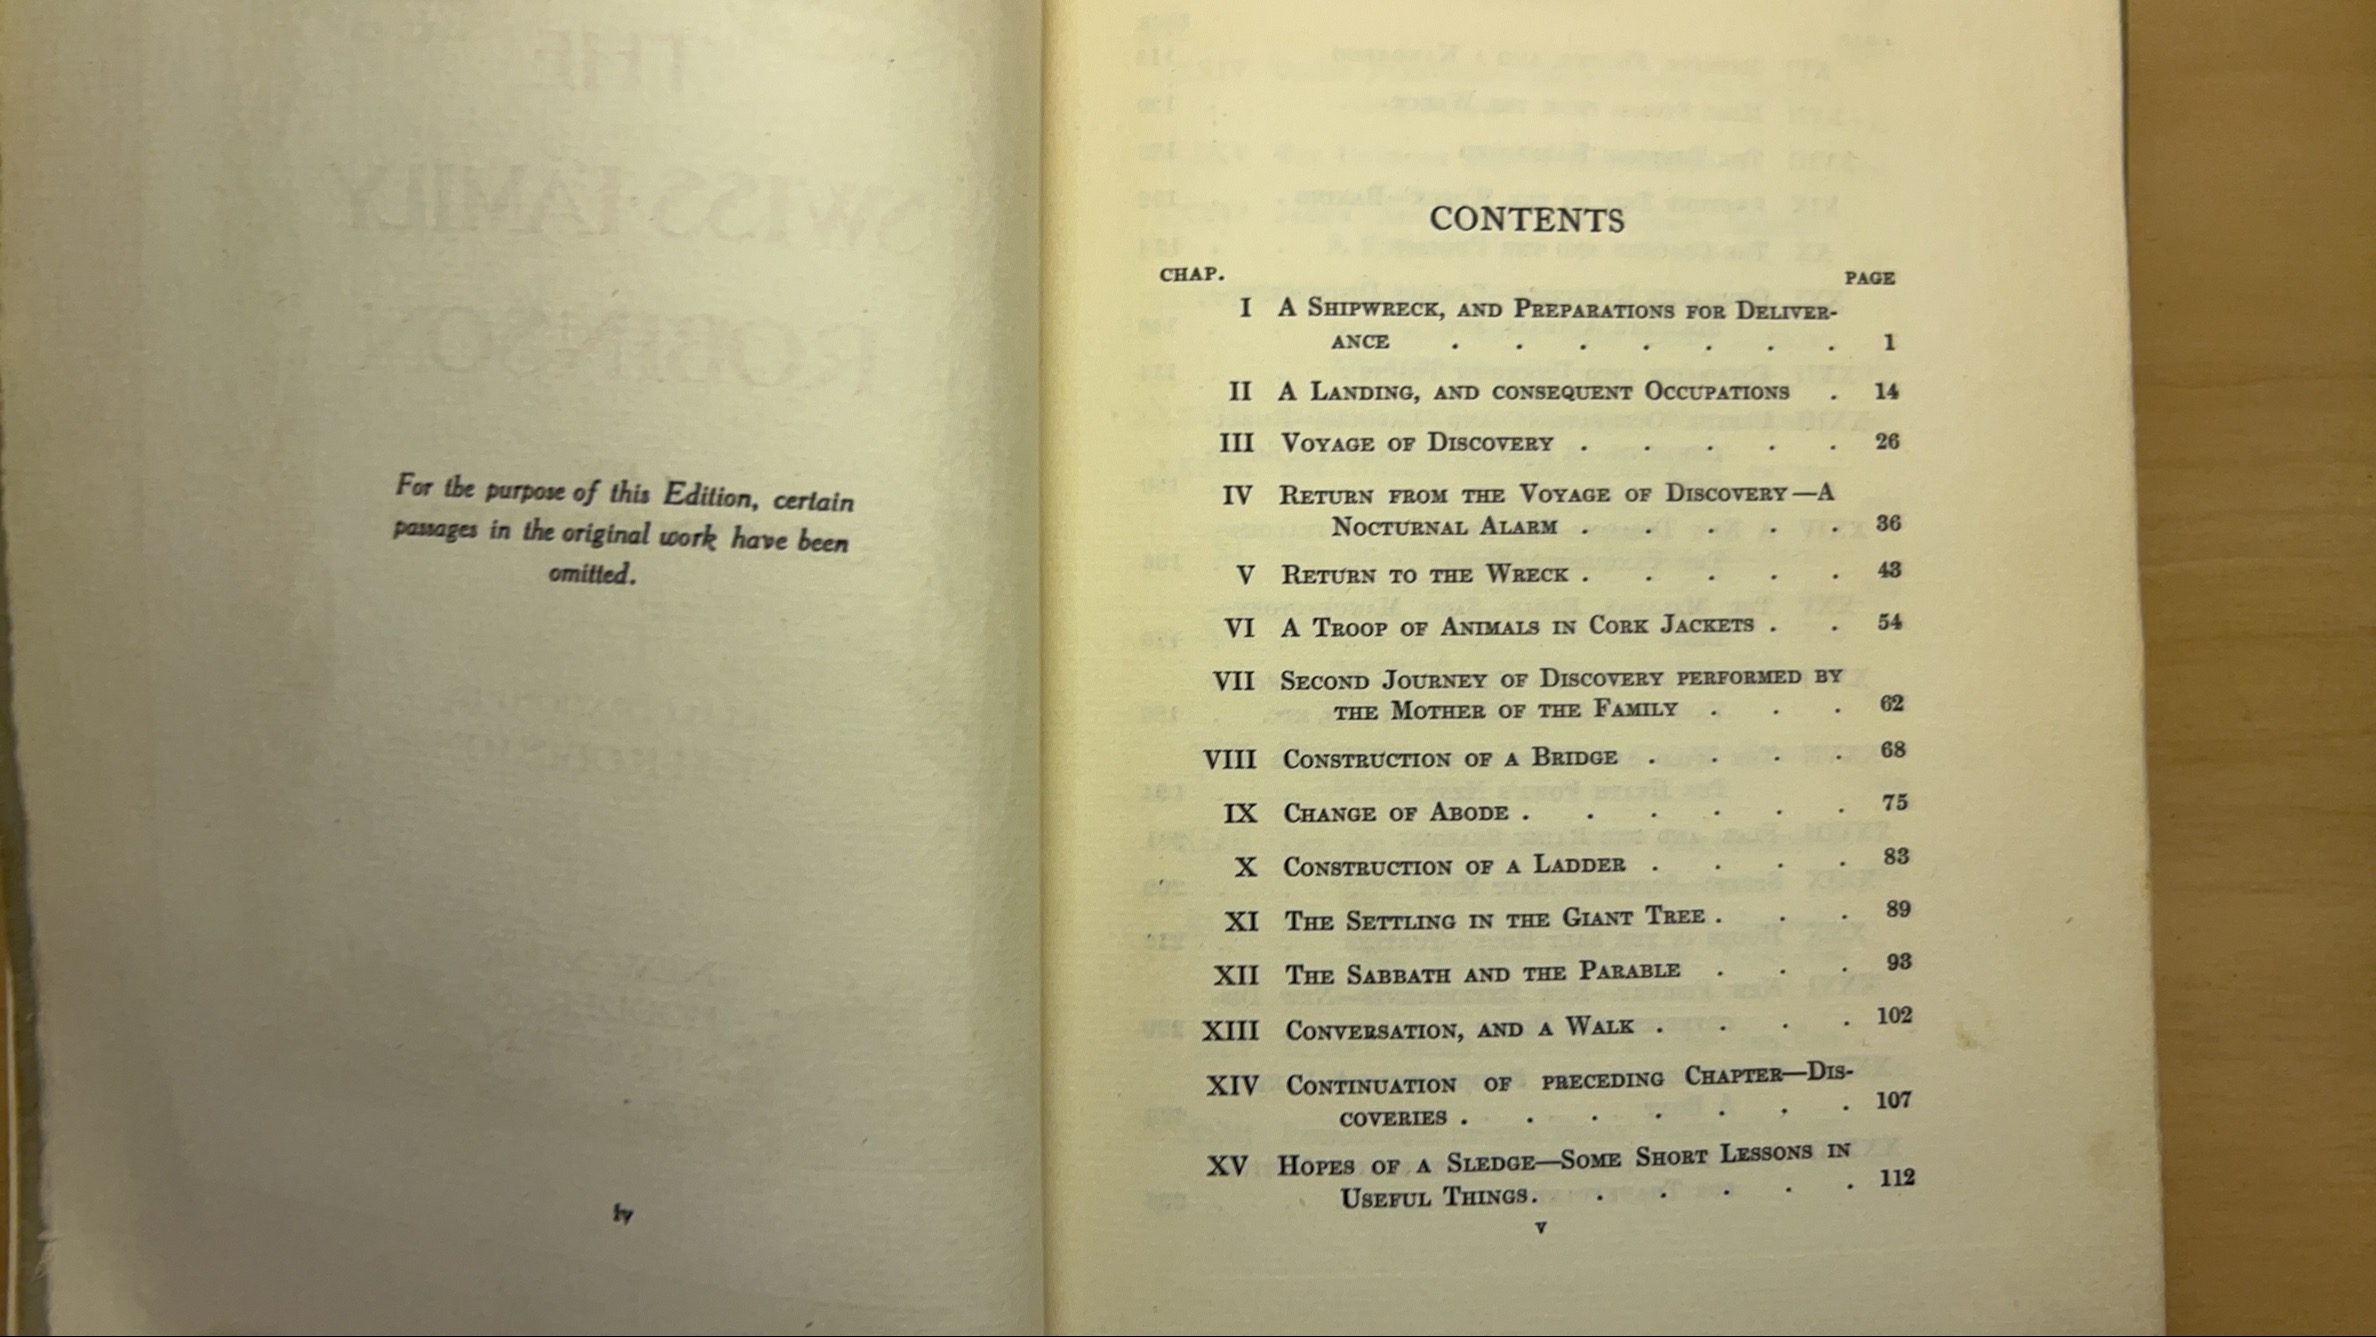 For the purpose of this Edition, certain
passages in the original work have been
omitted.
iv
CONTENTS
CHAP. PAGE
I A Shipwreck, and Preparations for Deliver-
ance . . . . . . . 1
II A Landing, and consequent Occupations . 14
III Voyage of Discovery . . . . . 26
IV Return from the Voyage of Discovery—A
Nocturnal Alarm . . . . . 36
V Return to the Wreck . . . . . 43
VI A Troop of Animals in Cork Jackets . . 54
VII Second Journey of Discovery performed by
the Mother of the Family . . . 62
VIII Construction of a Bridge . . . . 68
IX Change of Abode . . . . . . 75
X Construction of a Ladder . . . . 83
XI The Settling in the Giant Tree . . . 89
XII The Sabbath and the Parable . . . 93
XIII Conversation, and a Walk . . . . 102
XIV Continuation of preceding Chapter—Dis-
coveries . . . . . . . 107
XV Hopes of a Sledge—Some Short Lessons in
Useful Things . . . . . . 112
v